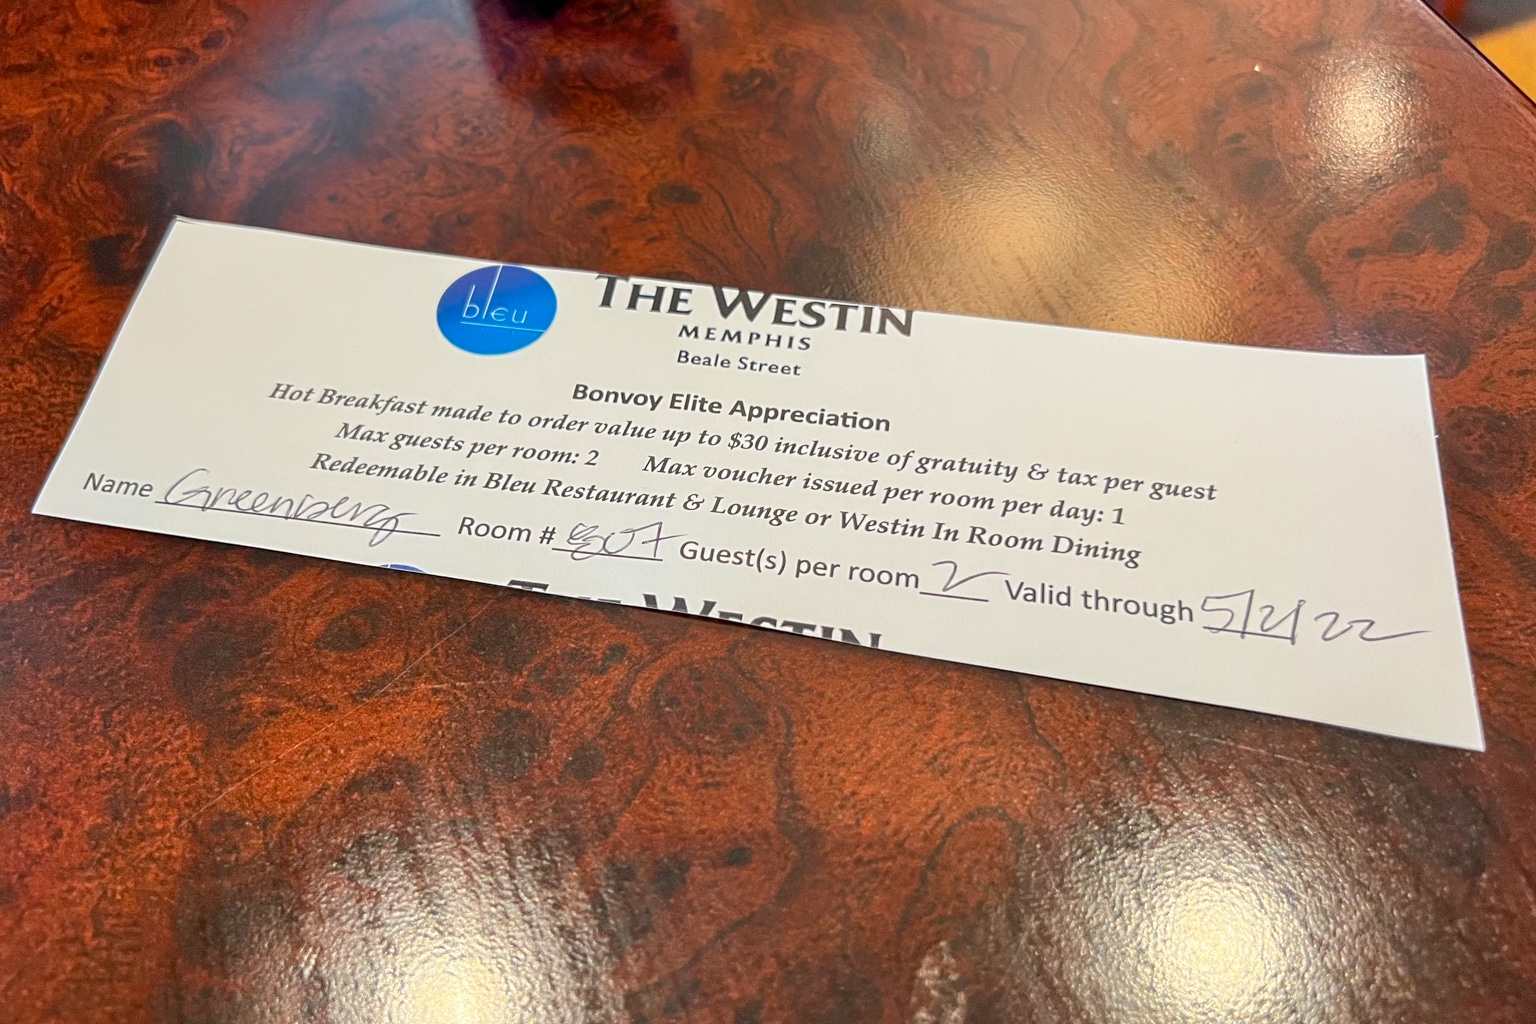 bleu
THE WESTIN
MEMPHIS
Beale Street
Bonvoy Elite Appreciation
Hot Breakfast made to order value up to $30 inclusive of gratuity & tax per guest
Max guests per room: 2 Max voucher issued per room per day: 1
Redeemable in Bleu Restaurant & Lounge or Westin In Room Dining
Name Greenberg Room # 807 Guest(s) per room 2 Valid through 5/2/22
THE WESTIN